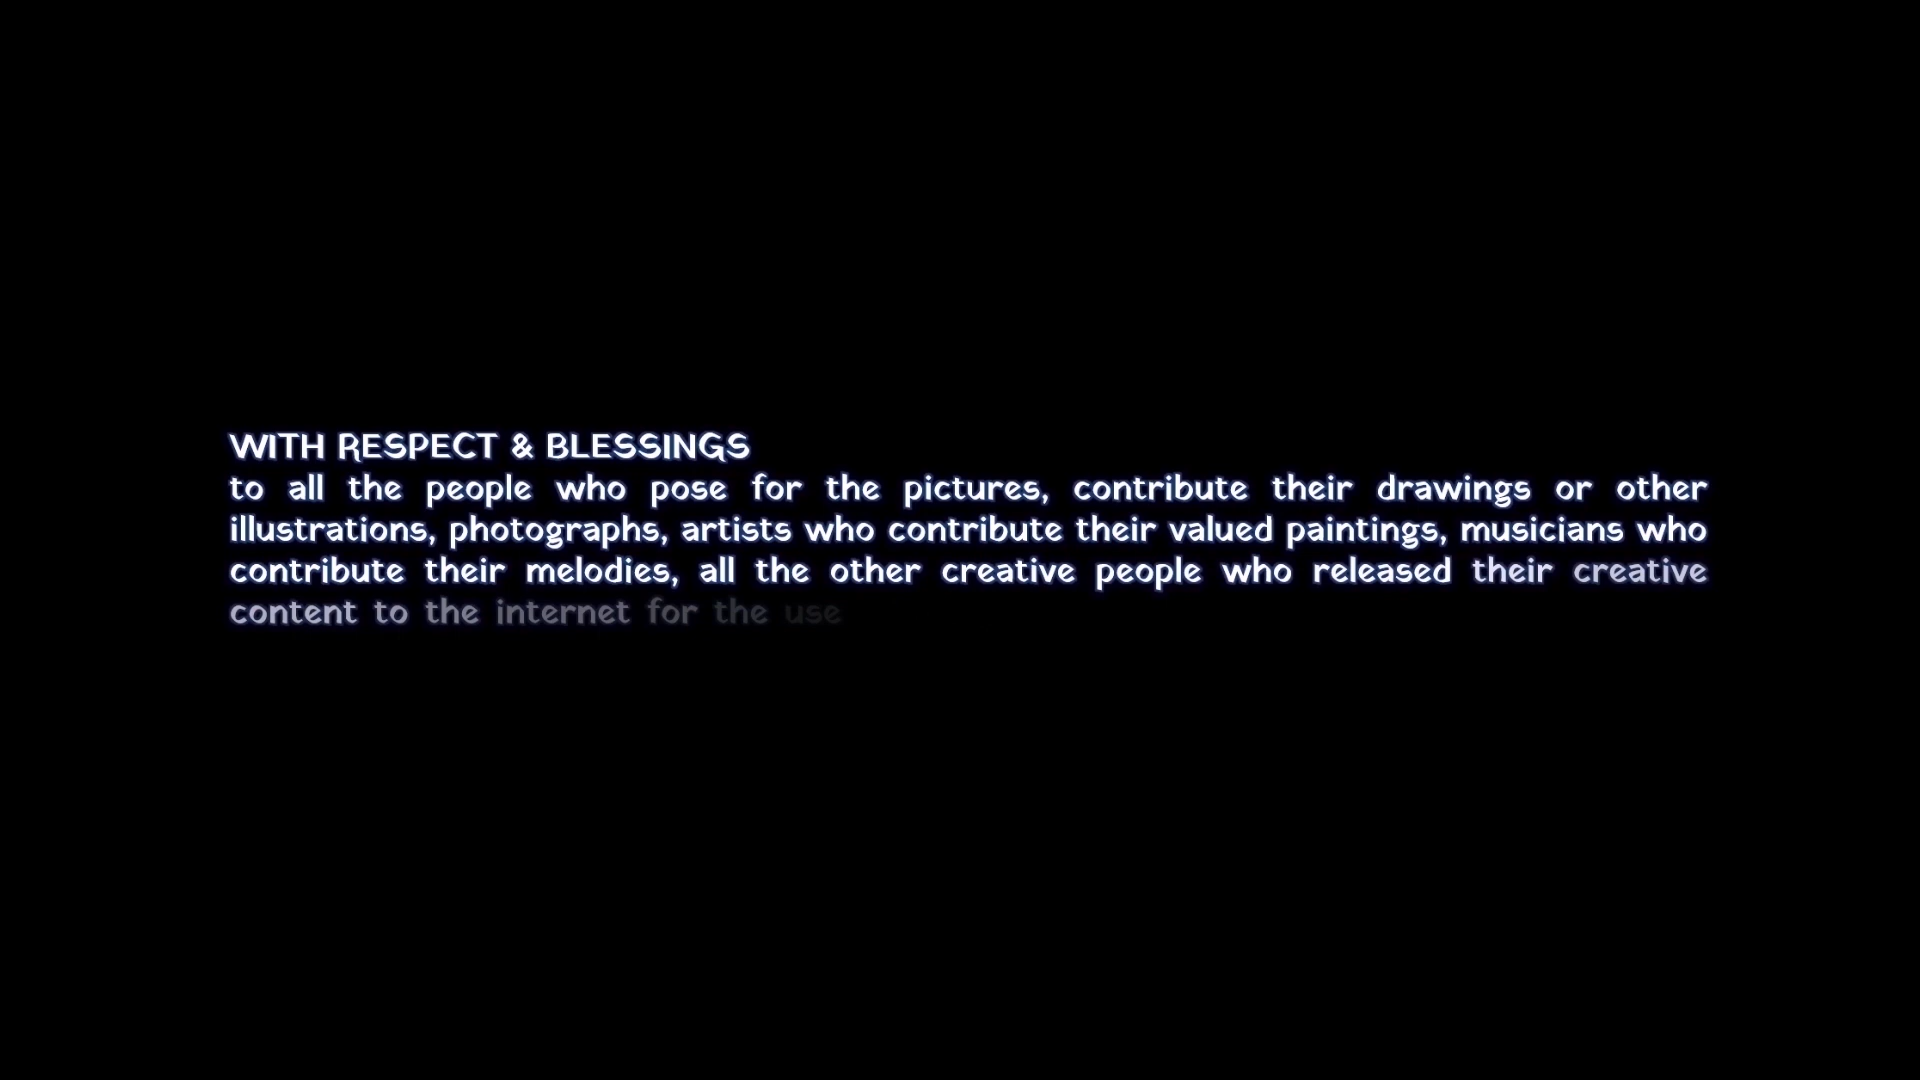 WITH RESPECT & BLESSINGS
to all the people who pose for the pictures, contribute their drawings or other
illustrations, photographs, artists who contribute their valued paintings, musicians who
contribute their melodies, all the other creative people who released their creative
content to the internet for the use